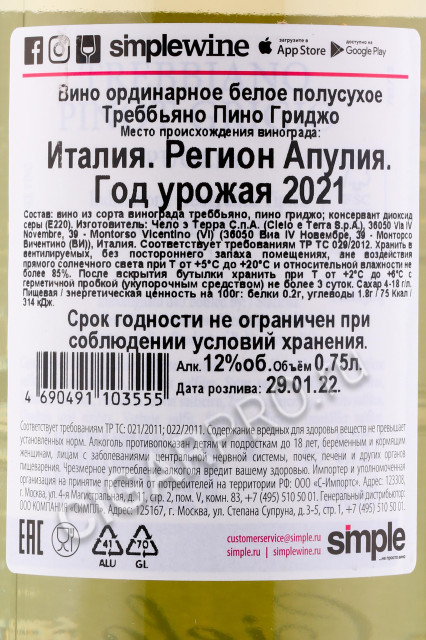 simplewine загрузите в App Store доступно на Google Play
Вино ординарное белое полусухое
Треббьяно Пино Гриджо
Место происхождения винограда:
Италия. Регион Апулия.
Год урожая 2021
Состав: вино из сорта винограда треббьяно, пино гриджо; консервант диоксид
серы (Е220). Изготовитель: Чело э Терра С.п.А. (Cielo e Terra S.p.A.), 36050 Via IV
Novembre, 39 - Montorso Vicentino (VI) (36050 Виа IV Новембре, 39 - Монторсо
Вичентино (ВИ)), Италия. Соответствует требованиям ТР ТС 029/2012. Хранить в
вентилируемых, без постороннего запаха помещениях, вне воздействия
прямого солнечного света при Т от +5°С до +20°С и относительной влажности не
более 85%. После вскрытия бутылки хранить при Т от +2°С до +6°С с
герметичной пробкой (укупорочным средством) не более 3 суток. Сахар 4-18 г/л.
Пищевая / энергетическая ценность на 100г: белки 0.2г, углеводы 1.8г / 75 Ккал /
314 кДж.
Срок годности не ограничен при
соблюдении условий хранения.
Алк. 12%об. Объём 0.75л.
Дата розлива: 29.01.22.
4 690491 103555
Соответствует требованиям ТР ТС: 021/2011; 022/2011. Содержание вредных для здоровья веществ не превышает
установленных норм. Алкоголь противопоказан детям и подросткам до 18 лет, беременным и кормящим
женщинам, лицам с заболеваниями центральной нервной системы, почек, печени и других органов
пищеварения. Чрезмерное употребление алкоголя вредит вашему здоровью. Импортер и уполномоченная
организация на принятие претензий от потребителей на территории РФ: ООО «С-Импортс». Адрес: 123308,
г. Москва, ул. 4-я Магистральная, д. стр. 2, пом. V, комн. 83, +7 (495) 510 50 01. Генеральный дистрибьютор:
ООО КОМПАНИЯ Адрес: 125167, г. Москва, ул. Степана Супруна, д. 3-5, стр. 1, +7 (495) 510 50 01.
EAC 41 ALU 70 GL
customerservice@simple.ru
simple.ru | simplewine.ru
simple